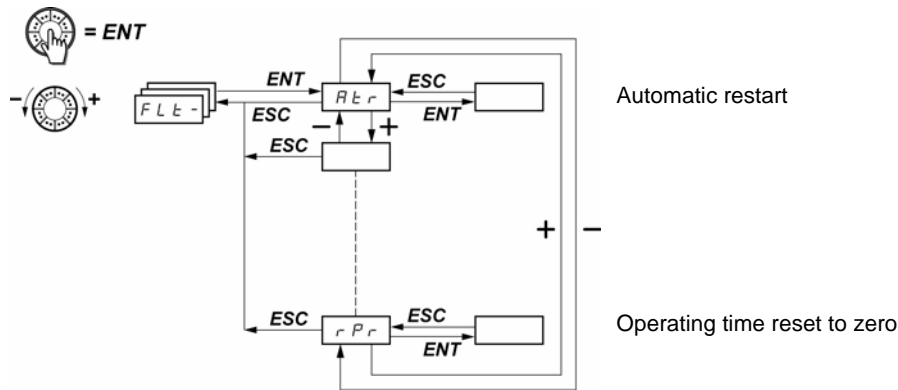 = ENT
ENT
ESC
Atr
ESC
ENT
Automatic restart
- +
FLt-
ESC
- +
ESC
+ -
ESC
rPr
ESC
ENT
Operating time reset to zero